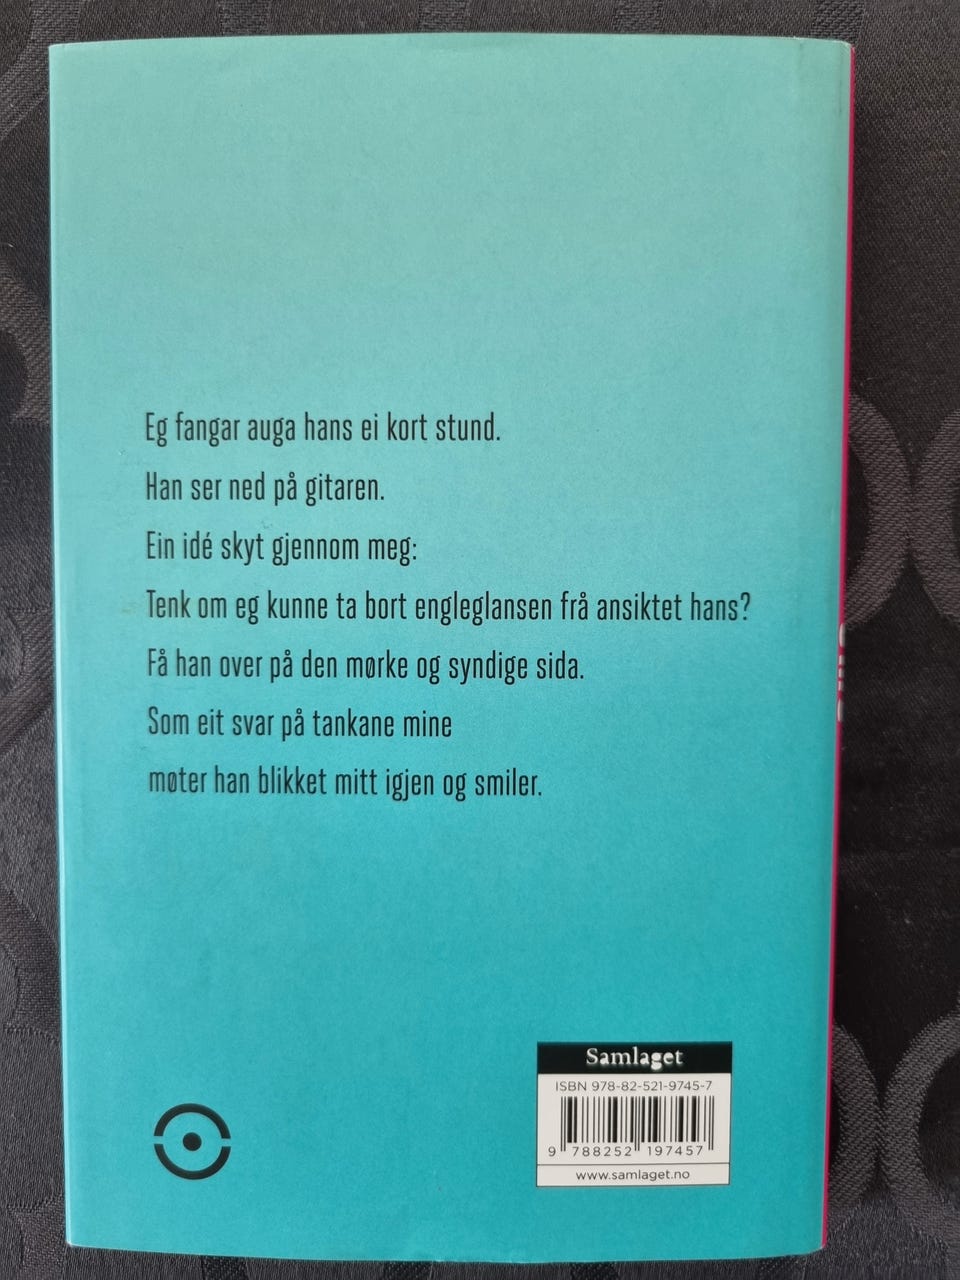 Eg fangar auga hans ei kort stund.
Han ser ned på gitaren.
Ein idé skyt gjennom meg:
Tenk om eg kunne ta bort engleglansen frå ansiktet hans?
Få han over på den mørke og syndige sida.
Som eit svar på tankane mine
møter han blikket mitt igjen og smiler.
Samlaget
ISBN 978-82-521-9745-7
9 788252 197457
www.samlaget.no